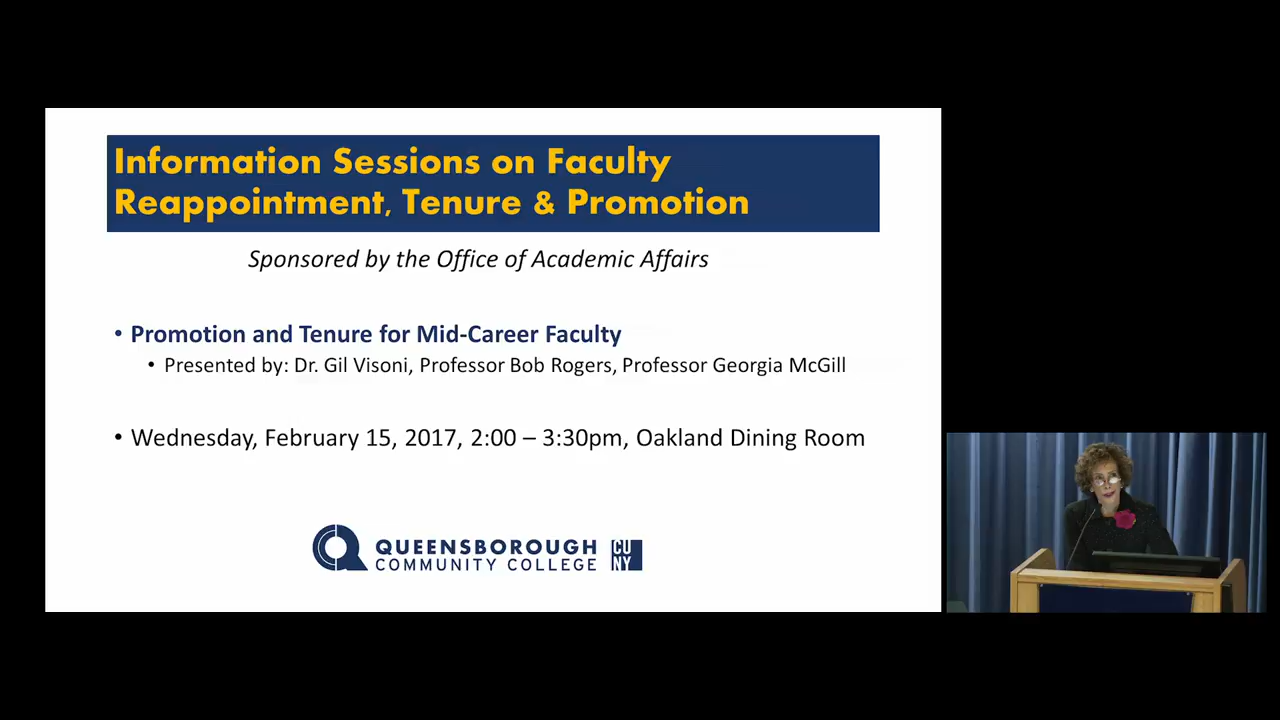 Information Sessions on Faculty
Reappointment, Tenure & Promotion
Sponsored by the Office of Academic Affairs
• Promotion and Tenure for Mid-Career Faculty
• Presented by: Dr. Gil Visoni, Professor Bob Rogers, Professor Georgia McGill
• Wednesday, February 15, 2017, 2:00 – 3:30pm, Oakland Dining Room
QUEENSBOROUGH
COMMUNITY COLLEGE
CU
NY